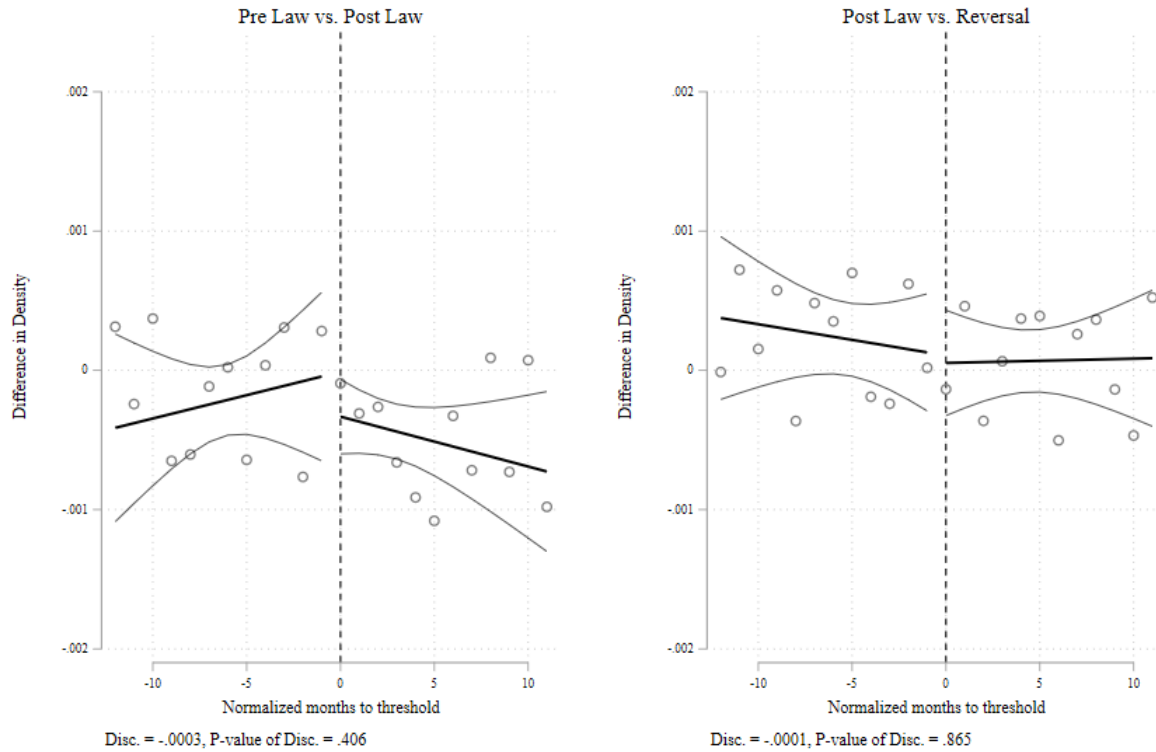 Pre Law vs. Post Law
.002
.001
0
-.001
-.002
Difference in Density
-10
-5
0
5
10
Normalized months to threshold
Disc. = -.0003, P-value of Disc. = .406
Post Law vs. Reversal
.002
.001
0
-.001
-.002
Difference in Density
-10
-5
0
5
10
Normalized months to threshold
Disc. = -.0001, P-value of Disc. = .865